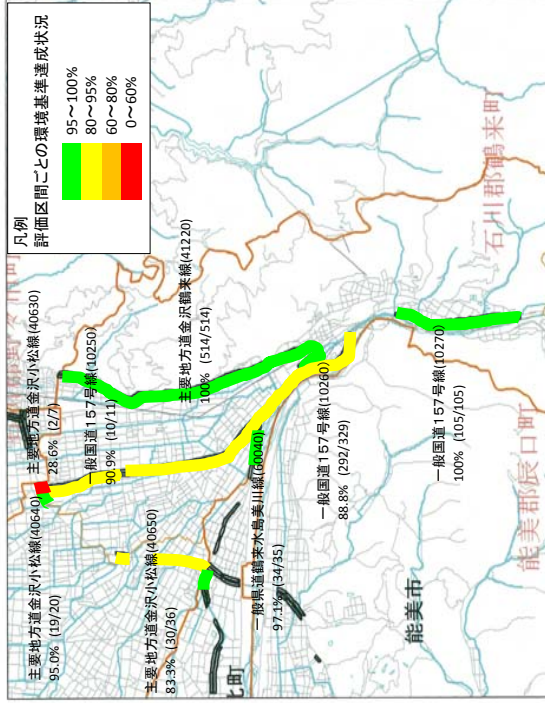 凡例
評価区間ごとの環境基準達成状況
95～100%
80～95%
60～80%
0～60%
主要地方道金沢小松線(40640)
95.0% (19/20)
主要地方道金沢小松線(40630)
28.6% (2/7)
一般国道157号線(10250)
90.9% (10/11)
主要地方道金沢鶴来線(41220)
100% (514/514)
主要地方道金沢小松線(40650)
83.3% (30/36)
一般県道鶴来水島美川線(60040)
97.1% (34/35)
一般国道157号線(10260)
88.8% (292/329)
一般国道157号線(10270)
100% (105/105)
石川郡鶴来町
能美郡辰口町
能美市